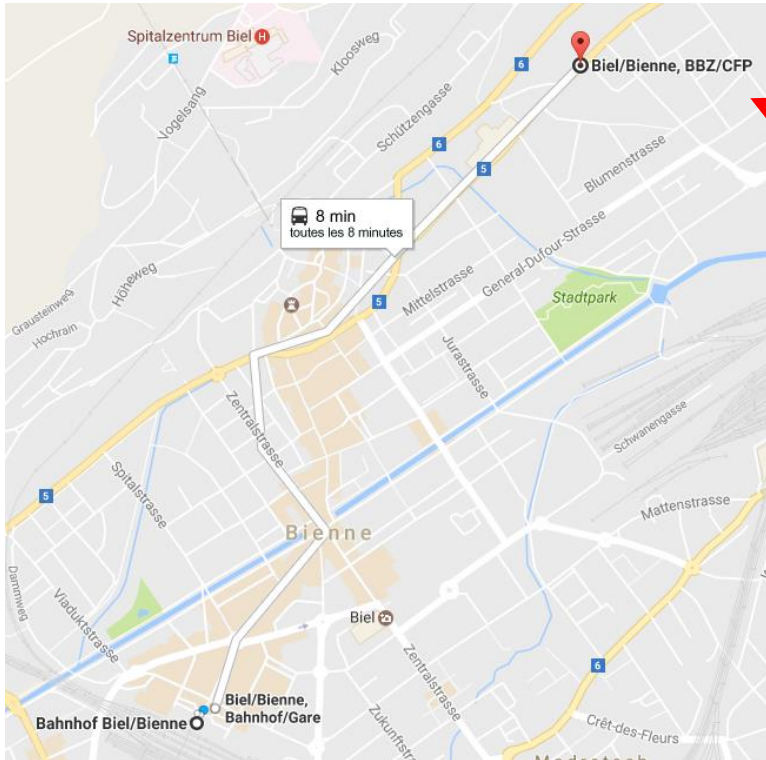 Spitalzentrum Biel H
Kloosweg
6
Biel/Bienne, BBZ/CFP
Vogelsang
Schützengasse
6
5
Blumenstrasse
8 min
toutes les 8 minutes
General-Dufour-Strasse
Höheweg
Mittelstrasse
Stadtpark
5
Grausteinweg
Hochrain
Jurastrasse
Zentralstrasse
Schwanengasse
Spitalstrasse
5
Mattenstrasse
Bienne
Dammweg
Viaduktstrasse
Biel
Zentralstrasse
6
Biel/Bienne,
Bahnhof/Gare
Bahnhof Biel/Bienne
Crêt-des-Fleurs